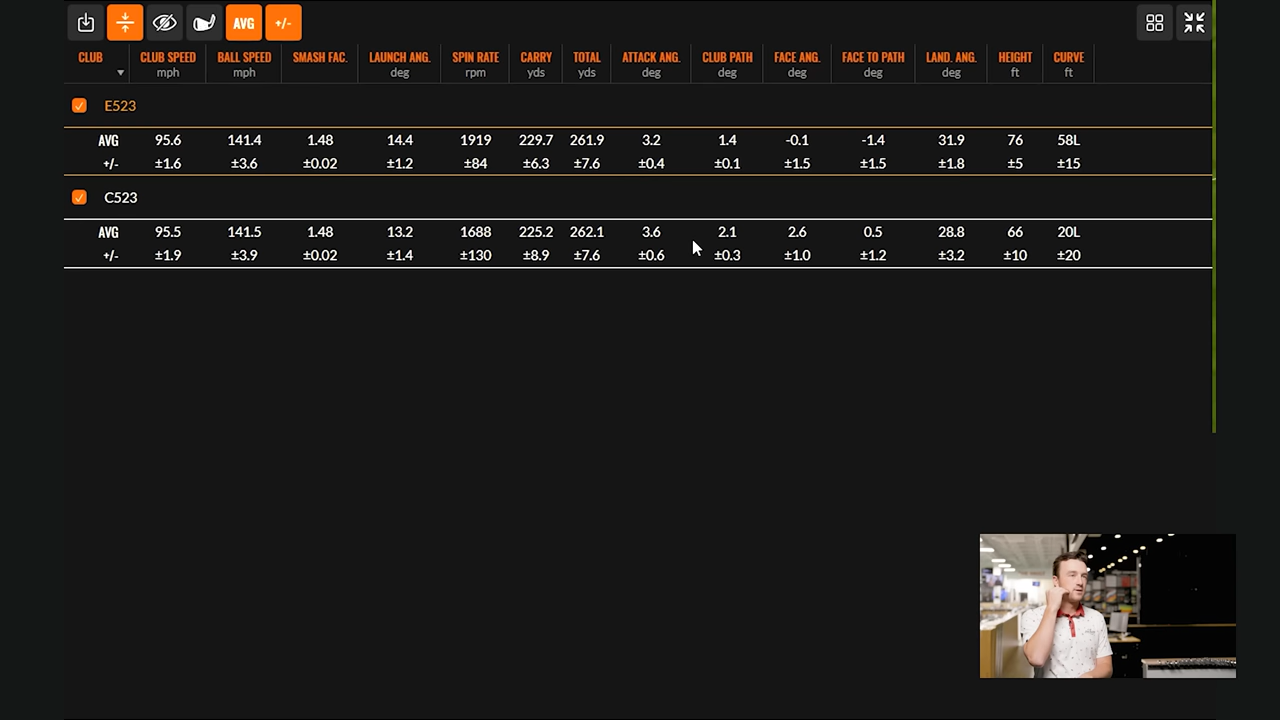 AVG +/-
CLUB CLUB SPEED BALL SPEED SMASH FAC. LAUNCH ANG. SPIN RATE CARRY TOTAL ATTACK ANG. CLUB PATH FACE ANG. FACE TO PATH LAND. ANG. HEIGHT CURVE
mph mph deg rpm yds yds deg deg deg deg deg ft ft
E523
AVG 95.6 141.4 1.48 14.4 1919 229.7 261.9 3.2 1.4 -0.1 -1.4 31.9 76 58L
+/- ±1.6 ±3.6 ±0.02 ±1.2 ±84 ±6.3 ±7.6 ±0.4 ±0.1 ±1.5 ±1.5 ±1.8 ±5 ±15
C523
AVG 95.5 141.5 1.48 13.2 1688 225.2 262.1 3.6 2.1 2.6 0.5 28.8 66 20L
+/- ±1.9 ±3.9 ±0.02 ±1.4 ±130 ±8.9 ±7.6 ±0.6 ±0.3 ±1.0 ±1.2 ±3.2 ±10 ±20